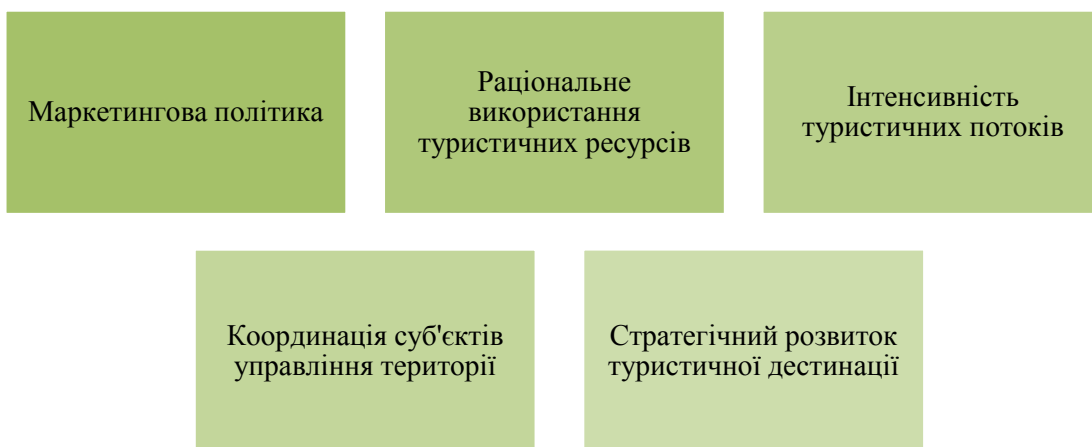 Маркетингова політика
Раціональне
використання
туристичних ресурсів
Інтенсивність
туристичних потоків
Координація суб'єктів
управління території
Стратегічний розвиток
туристичної дестинації